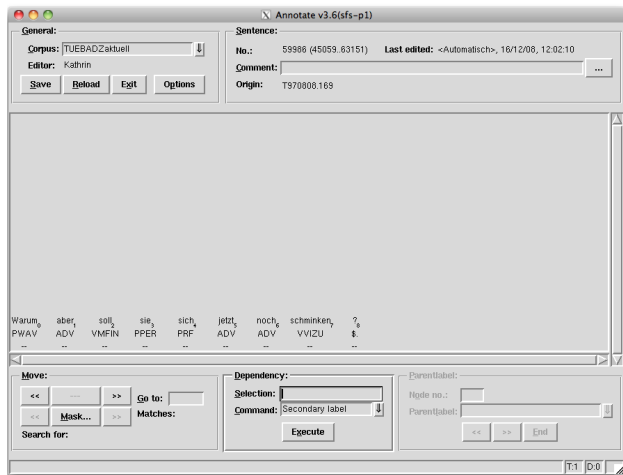 Annotate v3.6(sfs-p1)
General:
Corpus: TUEBADZaktuell
Editor: Kathrin
Save Reload Exit Options
Sentence:
No.: 59986 (45059..63151) Last edited: <Automatisch>, 16/12/08, 12:02:10
Comment: ...
Origin: T970808.169
Warum0 aber1 soll2 sie3 sich4 jetzt5 noch6 schminken7 ?8
PWAV ADV VMFIN PPER PRF ADV ADV VVIZU $.
-- -- -- -- -- -- -- -- --
Move:
<< --- >> Go to:
<< Mask... >> Matches:
Search for:
Dependency:
Selection:
Command: Secondary label
Execute
Parentlabel:
Node no.:
Parentlabel:
<< >> End
T:1 D:0